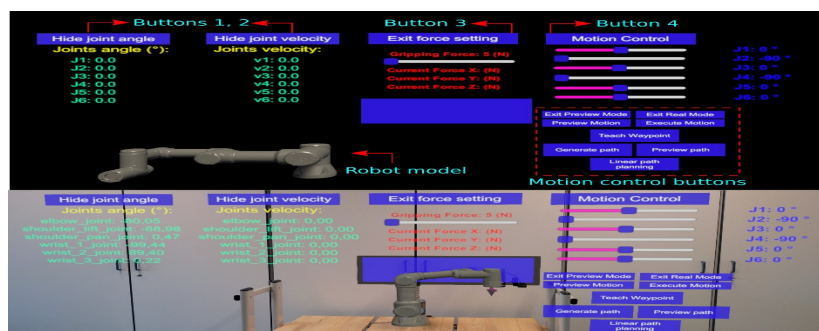 Buttons 1, 2
Button 3
Button 4
Hide joint angle
Hide joint velocity
Exit force setting
Motion Control
Joints angle (°):
Joints velocity:
J1: 0.0
J2: 0.0
J3: 0.0
J4: 0.0
J5: 0.0
J6: 0.0
v1: 0.0
v2: 0.0
v3: 0.0
v4: 0.0
v5: 0.0
v6: 0.0
Gripping Force: 5 (N)
Current Force X: (N)
Current Force Y: (N)
Current Force Z: (N)
J1: 0 °
J2: -90 °
J3: 0 °
J4: -90 °
J5: 0 °
J6: 0 °
Exit Preview Mode
Exit Real Mode
Preview Motion
Execute Motion
Teach Waypoint
Generate path
Preview path
Linear path
planning
Robot model
Motion control buttons
Hide joint angle
Hide joint velocity
Exit force setting
Motion Control
Joints angle (°):
Joints velocity:
elbow_joint: -80,05
shoulder_lift_joint: -88,98
shoulder_pan_joint: 0,47
wrist_1_joint: -99,44
wrist_2_joint: 89,40
wrist_3_joint: 0,22
elbow_joint: 0,00
shoulder_lift_joint: 0,00
shoulder_pan_joint: 0,00
wrist_1_joint: 0,00
wrist_2_joint: 0,00
wrist_3_joint: 0,00
Gripping Force: 5 (N)
Current Force X: (N)
Current Force Y: (N)
Current Force Z: (N)
J1: 0 °
J2: -90 °
J3: 0 °
J4: -90 °
J5: 0 °
J6: 0 °
Exit Preview Mode
Exit Real Mode
Preview Motion
Execute Motion
Teach Waypoint
Generate path
Preview path
Linear path
planning